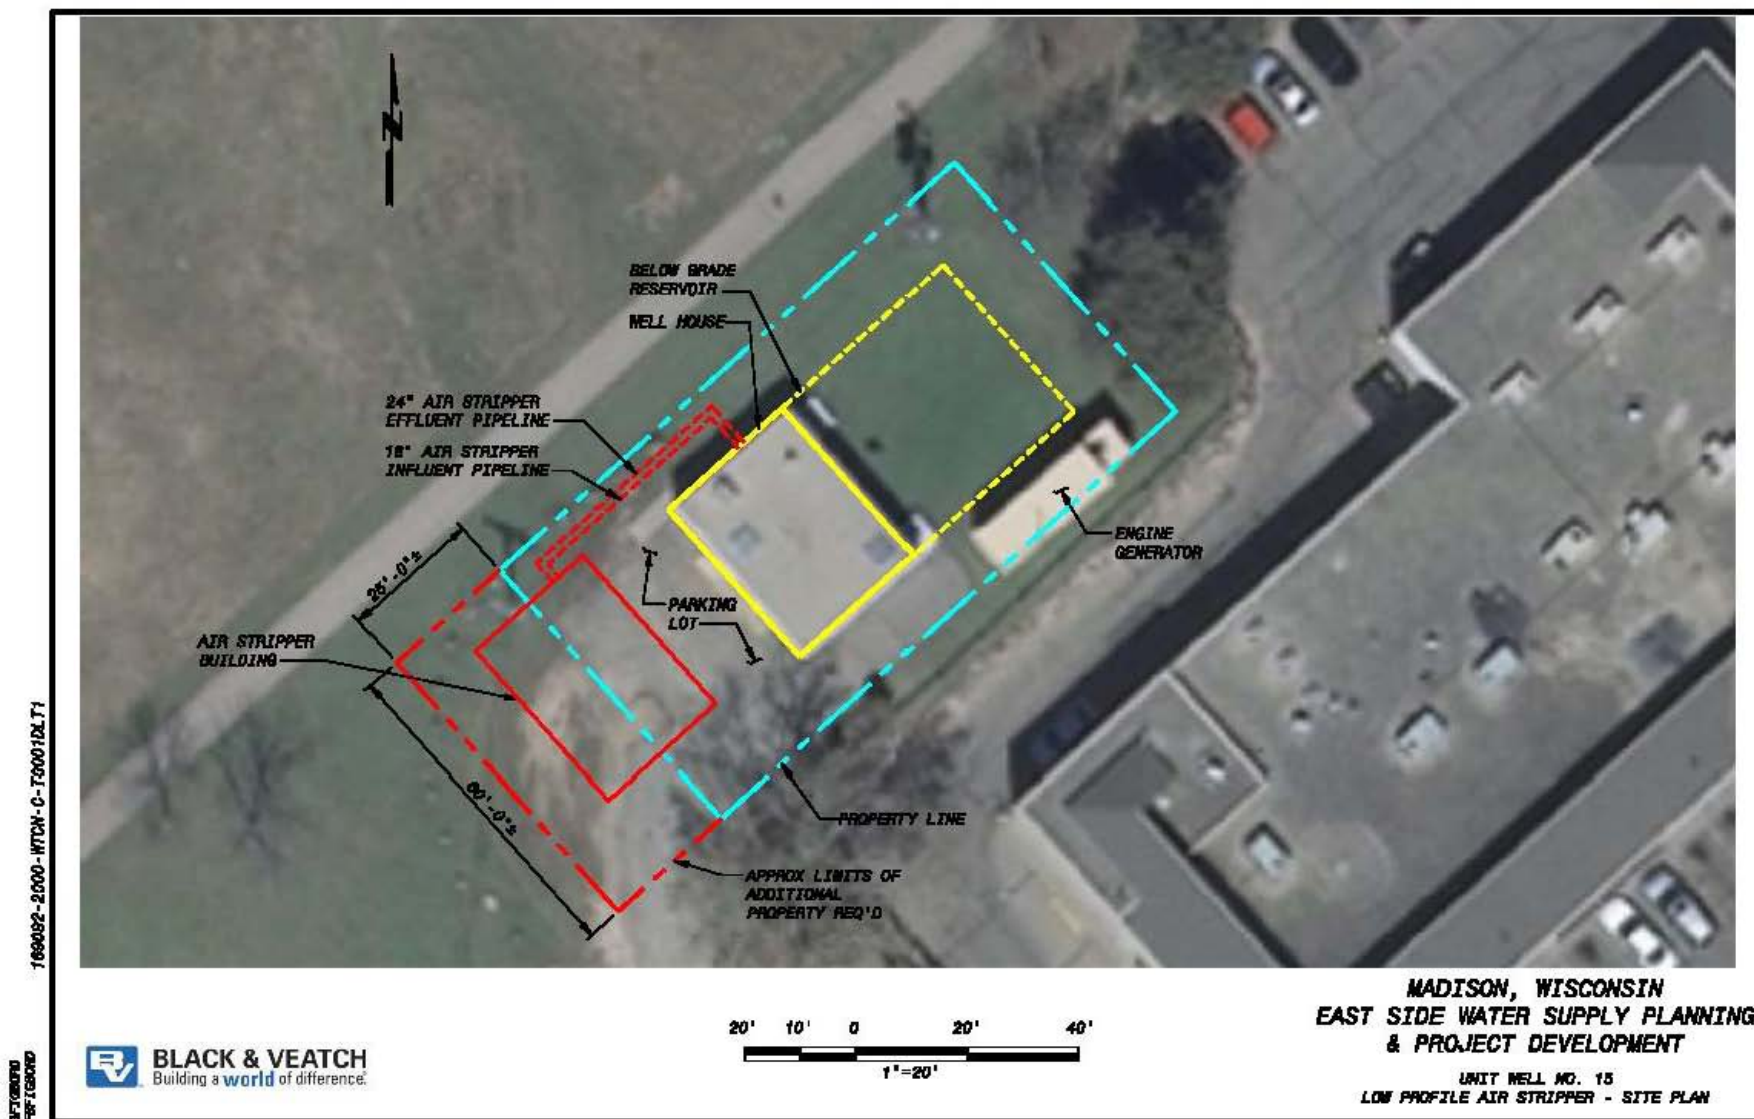 N
BELOW GRADE
RESERVOIR
WELL HOUSE
24" AIR STRIPPER
EFFLUENT PIPELINE
18" AIR STRIPPER
INFLUENT PIPELINE
25'-0"±
ENGINE
GENERATOR
PARKING
LOT
AIR STRIPPER
BUILDING
60'-0"±
PROPERTY LINE
APPROX LIMITS OF
ADDITIONAL
PROPERTY REQ'D
169092-2000-WTCN-C-T0001DLT1
MADISON, WISCONSIN
EAST SIDE WATER SUPPLY PLANNING
& PROJECT DEVELOPMENT
UNIT WELL NO. 15
LOW PROFILE AIR STRIPPER - SITE PLAN
20' 10' 0 20' 40'
1"=20'
BV
BLACK & VEATCH
Building a world of difference.